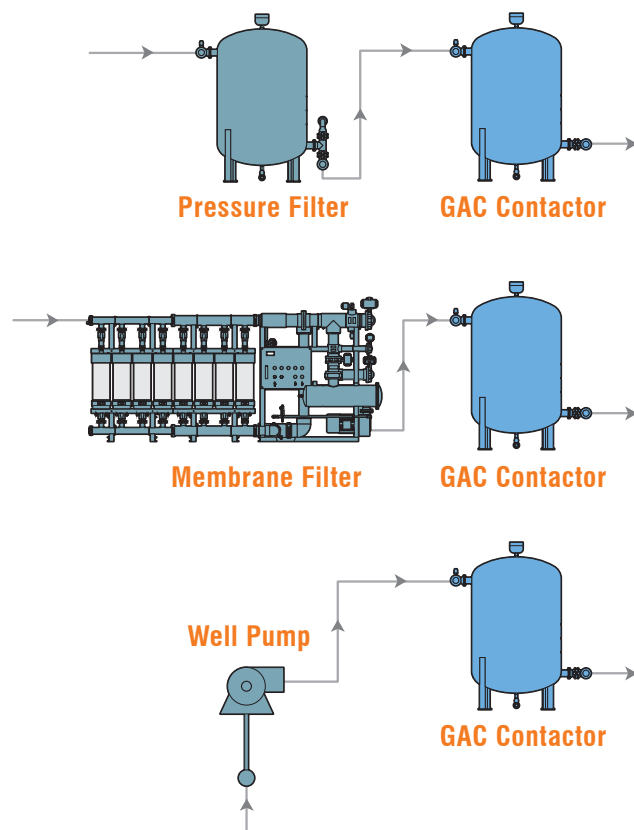 Pressure Filter
GAC Contactor
Membrane Filter
GAC Contactor
Well Pump
GAC Contactor